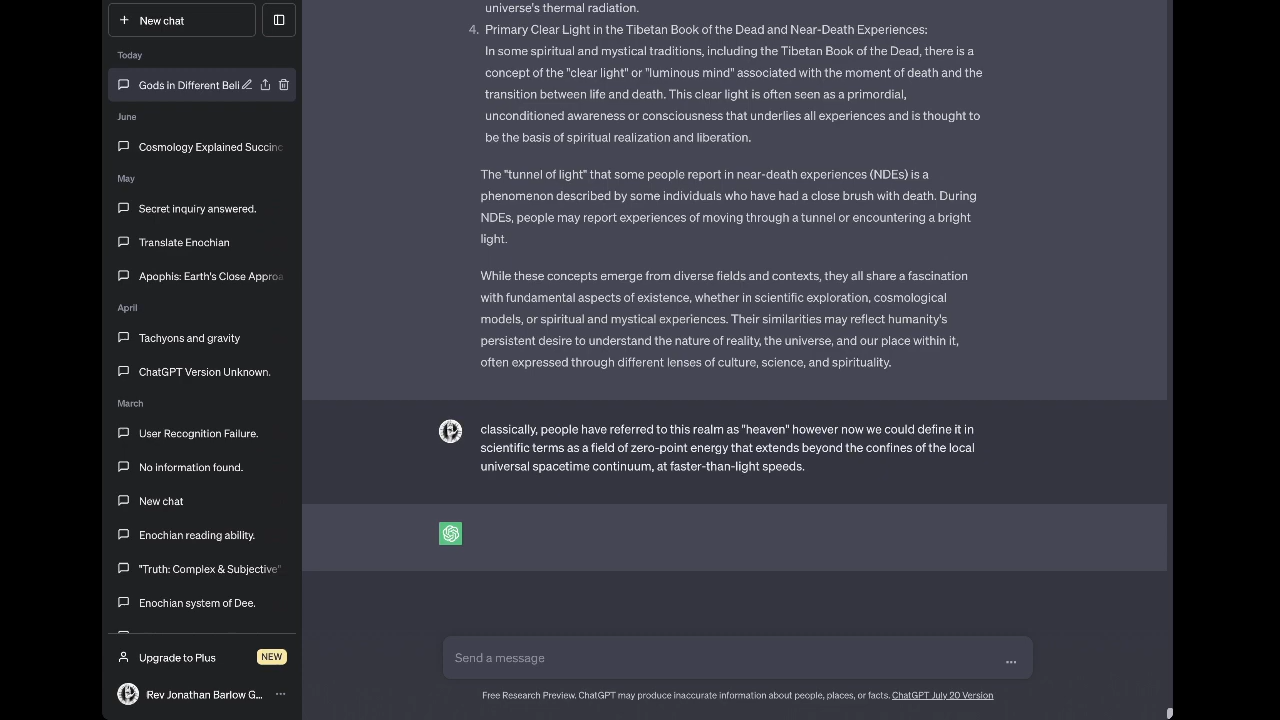 New chat
Today
Gods in Different Beli
June
Cosmology Explained Succinc
May
Secret inquiry answered.
Translate Enochian
Apophis: Earth's Close Approa
April
Tachyons and gravity
ChatGPT Version Unknown.
March
User Recognition Failure.
No information found.
New chat
Enochian reading ability.
"Truth: Complex & Subjective"
Enochian system of Dee.
Upgrade to Plus
NEW
Rev Jonathan Barlow G...
universe's thermal radiation.
4. Primary Clear Light in the Tibetan Book of the Dead and Near-Death Experiences:
In some spiritual and mystical traditions, including the Tibetan Book of the Dead, there is a
concept of the "clear light" or "luminous mind" associated with the moment of death and the
transition between life and death. This clear light is often seen as a primordial,
unconditioned awareness or consciousness that underlies all experiences and is thought to
be the basis of spiritual realization and liberation.
The "tunnel of light" that some people report in near-death experiences (NDEs) is a
phenomenon described by some individuals who have had a close brush with death. During
NDEs, people may report experiences of moving through a tunnel or encountering a bright
light.
While these concepts emerge from diverse fields and contexts, they all share a fascination
with fundamental aspects of existence, whether in scientific exploration, cosmological
models, or spiritual and mystical experiences. Their similarities may reflect humanity's
persistent desire to understand the nature of reality, the universe, and our place within it,
often expressed through different lenses of culture, science, and spirituality.
classically, people have referred to this realm as "heaven" however now we could define it in
scientific terms as a field of zero-point energy that extends beyond the confines of the local
universal spacetime continuum, at faster-than-light speeds.
Send a message
Free Research Preview. ChatGPT may produce inaccurate information about people, places, or facts. ChatGPT July 20 Version